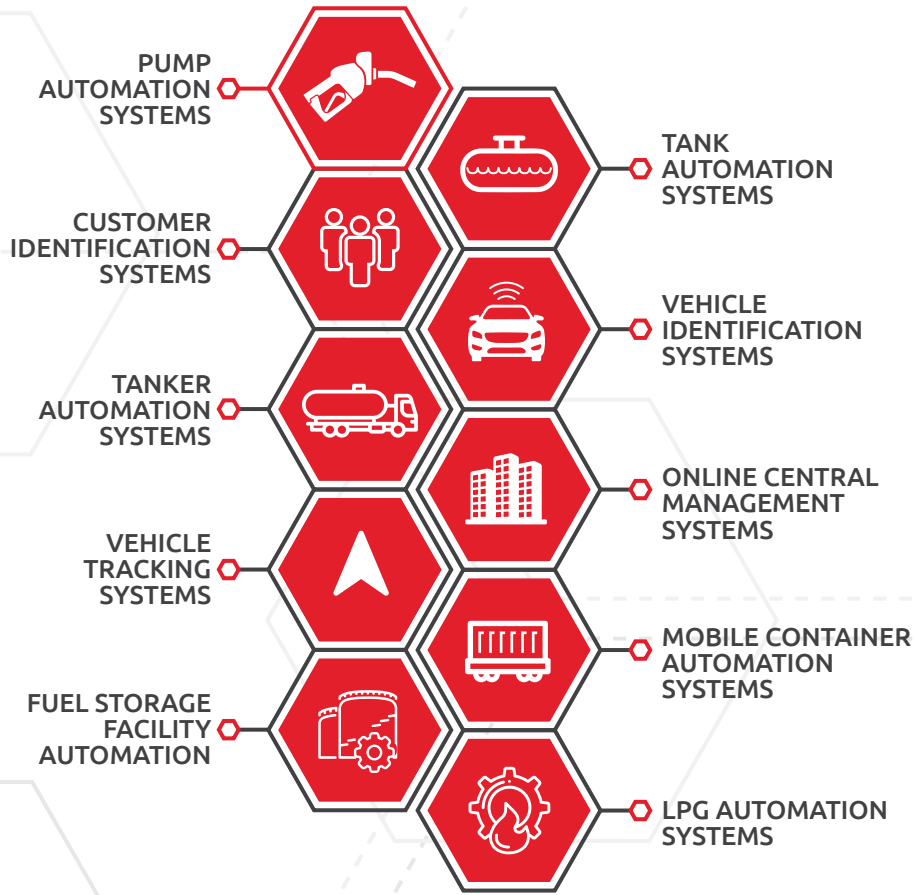 PUMP
AUTOMATION
SYSTEMS
TANK
AUTOMATION
SYSTEMS
CUSTOMER
IDENTIFICATION
SYSTEMS
VEHICLE
IDENTIFICATION
SYSTEMS
TANKER
AUTOMATION
SYSTEMS
ONLINE CENTRAL
MANAGEMENT
SYSTEMS
VEHICLE
TRACKING
SYSTEMS
MOBILE CONTAINER
AUTOMATION
SYSTEMS
FUEL STORAGE
FACILITY
AUTOMATION
LPG AUTOMATION
SYSTEMS